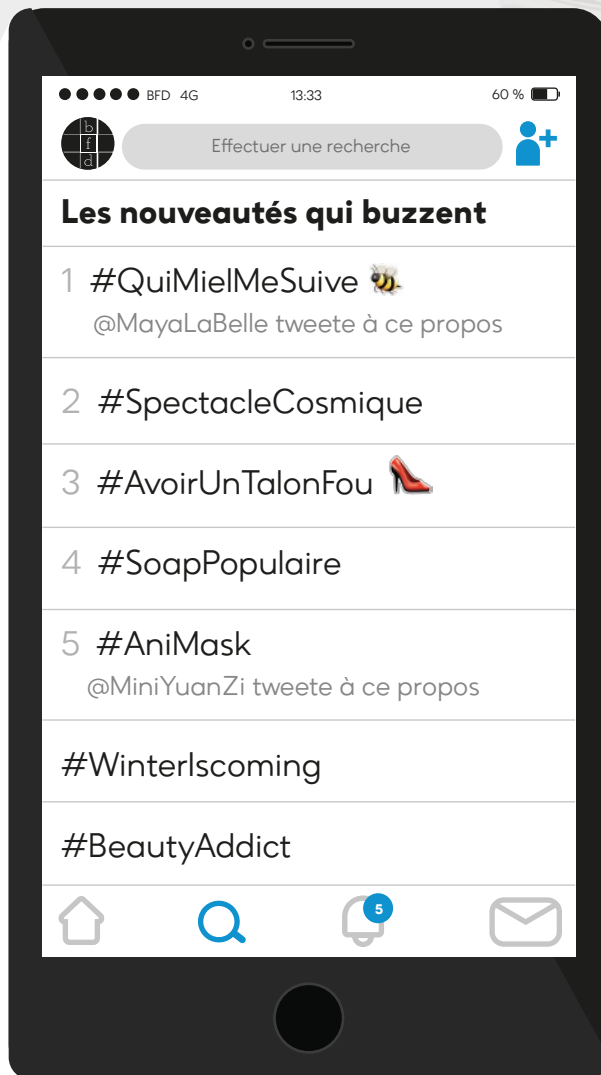 BFD 4G 13:33 60 %
b
f
d
Effectuer une recherche
Les nouveautés qui buzzent
1 #QuiMielMeSuive
@MayaLaBelle tweete à ce propos
2 #SpectacleCosmique
3 #AvoirUnTalonFou
4 #SoapPopulaire
5 #AniMask
@MiniYuanZi tweete à ce propos
#WinterIscoming
#BeautyAddict
5